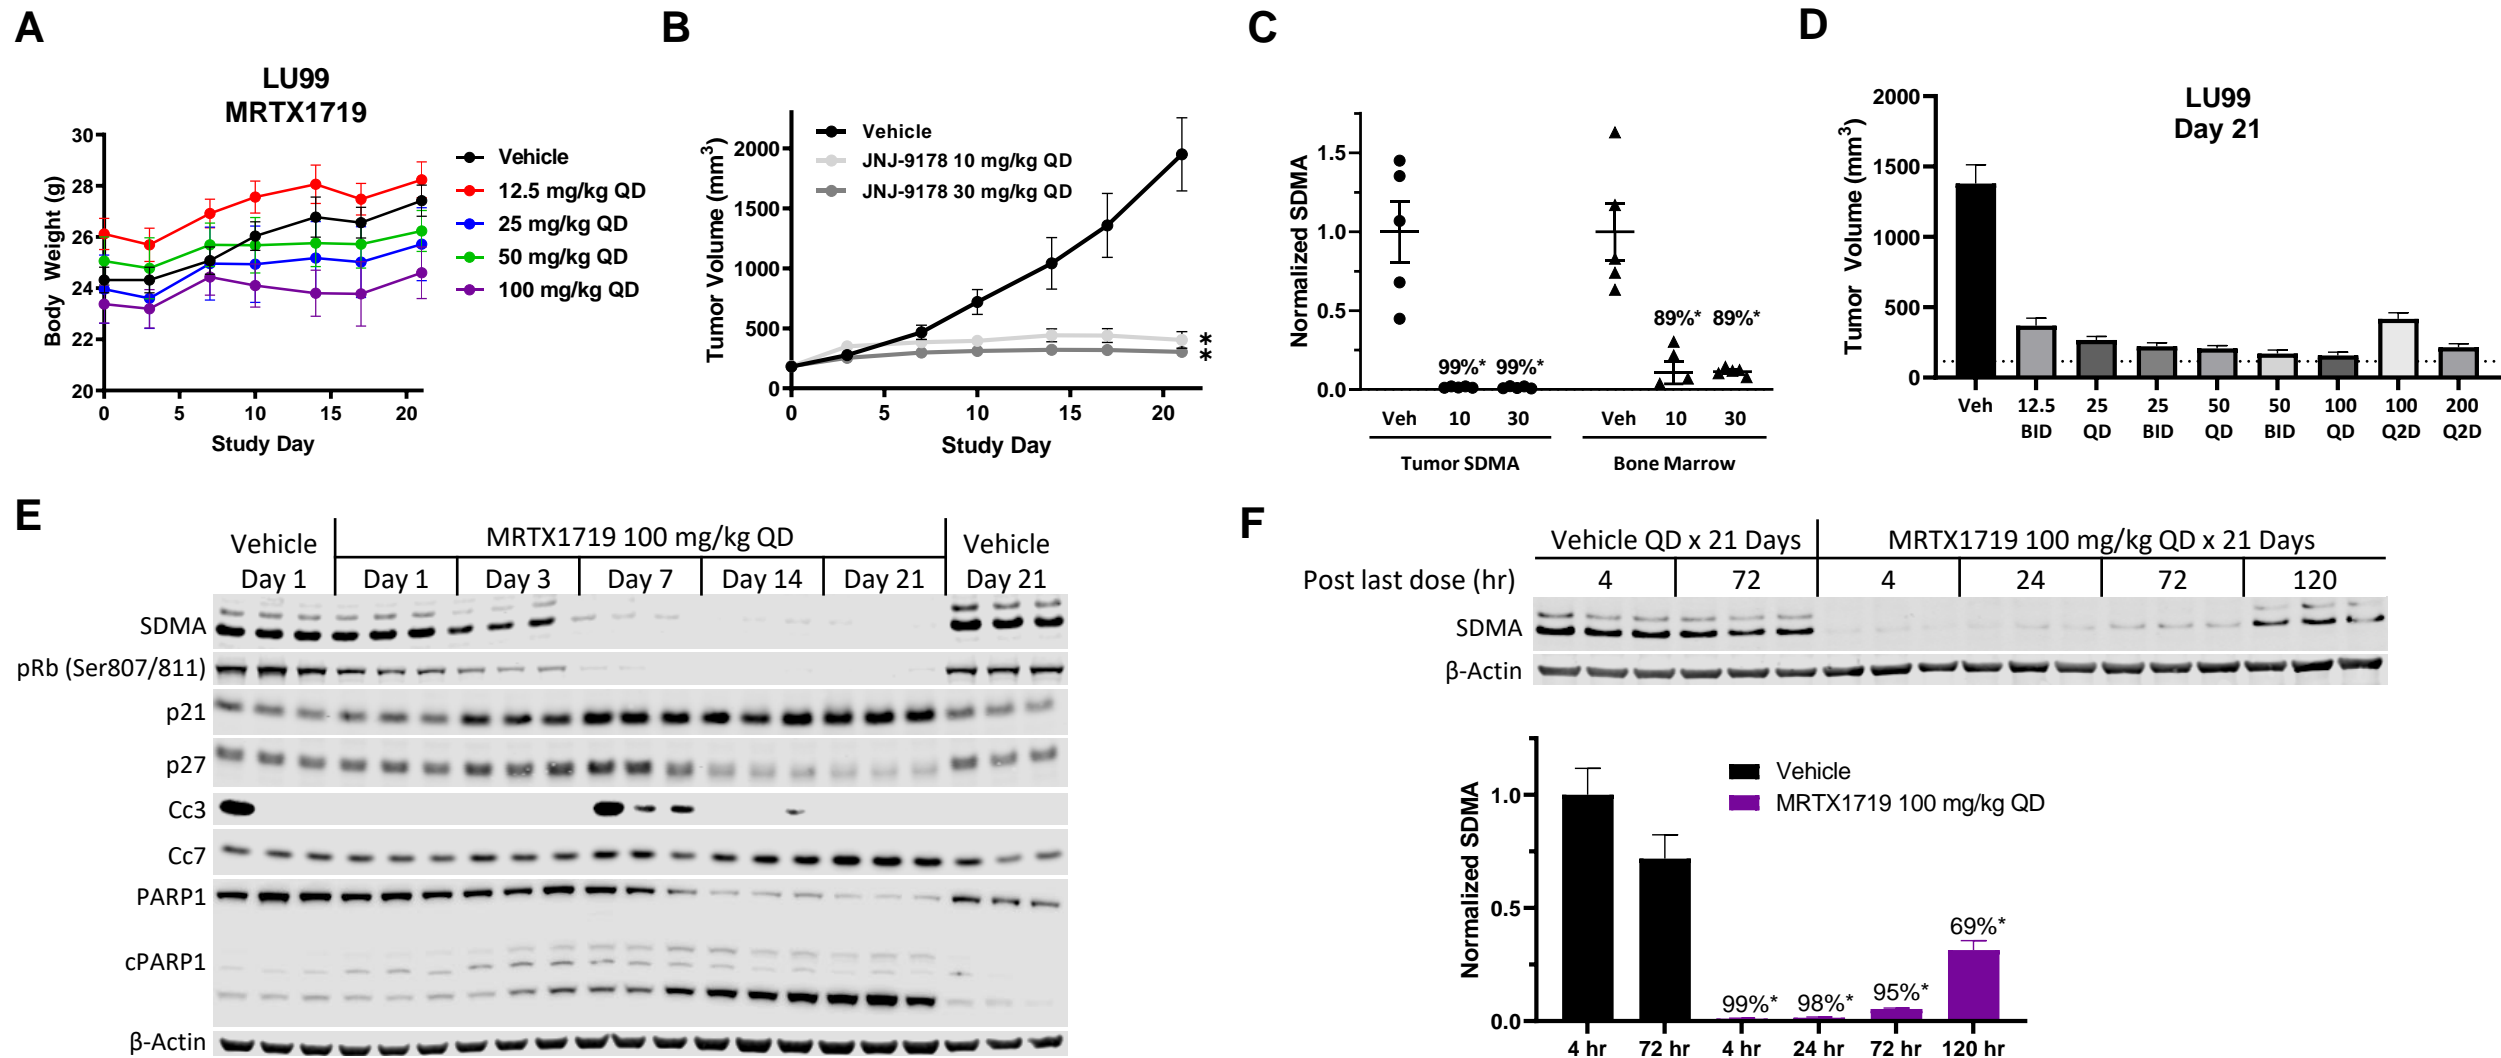 A
LU99
MRTX1719
Body Weight (g)
30
28
26
24
22
20
0
5
10
15
20
Study Day
Vehicle
12.5 mg/kg QD
25 mg/kg QD
50 mg/kg QD
100 mg/kg QD
B
Tumor Volume (mm³)
2000
1500
1000
500
0
0
5
10
15
20
Study Day
Vehicle
JNJ-9178 10 mg/kg QD
JNJ-9178 30 mg/kg QD
*
*
C
Normalized SDMA
1.5
1.0
0.5
0.0
99%*
99%*
89%*
89%*
Veh 10 30 Veh 10 30
Tumor SDMA
Bone Marrow
D
LU99
Day 21
Tumor Volume (mm³)
2000
1500
1000
500
0
Veh 12.5 25 25 50 50 100 100 200
BID QD BID QD BID QD Q2D Q2D
E
Vehicle MRTX1719 100 mg/kg QD Vehicle
Day 1 Day 1 Day 3 Day 7 Day 14 Day 21 Day 21
SDMA
pRb (Ser807/811)
p21
p27
Cc3
Cc7
PARP1
cPARP1
β-Actin
F
Vehicle QD x 21 Days MRTX1719 100 mg/kg QD x 21 Days
Post last dose (hr) 4 72 4 24 72 120
SDMA
β-Actin
Normalized SDMA
1.0
0.5
0.0
Vehicle
MRTX1719 100 mg/kg QD
99%*
98%*
95%*
69%*
4 hr 72 hr 4 hr 24 hr 72 hr 120 hr